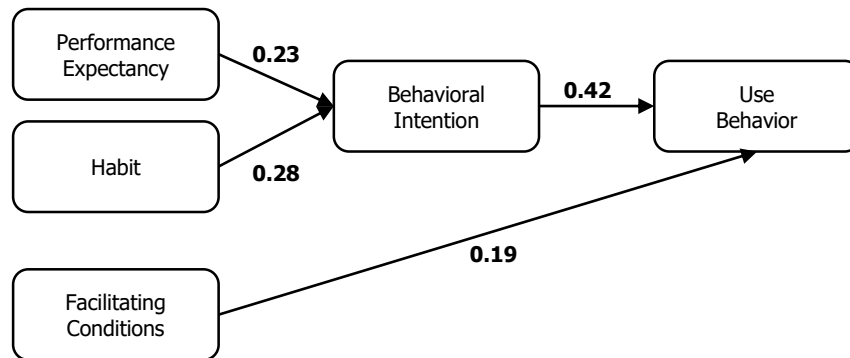 Performance
Expectancy
0.23
Behavioral
Intention
0.42
Use
Behavior
Habit
0.28
0.19
Facilitating
Conditions